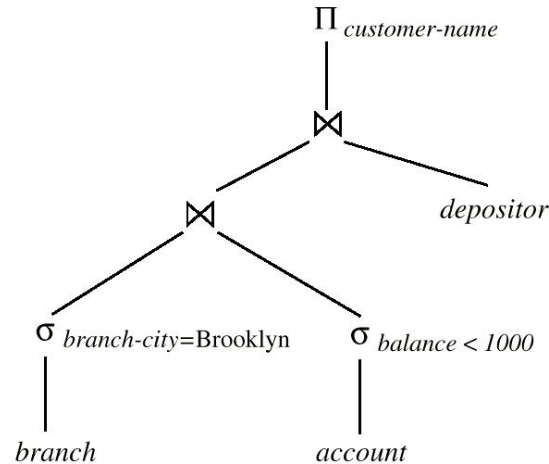 Π customer-name
⋈
depositor
⋈
σ branch-city=Brooklyn
σ balance < 1000
branch
account